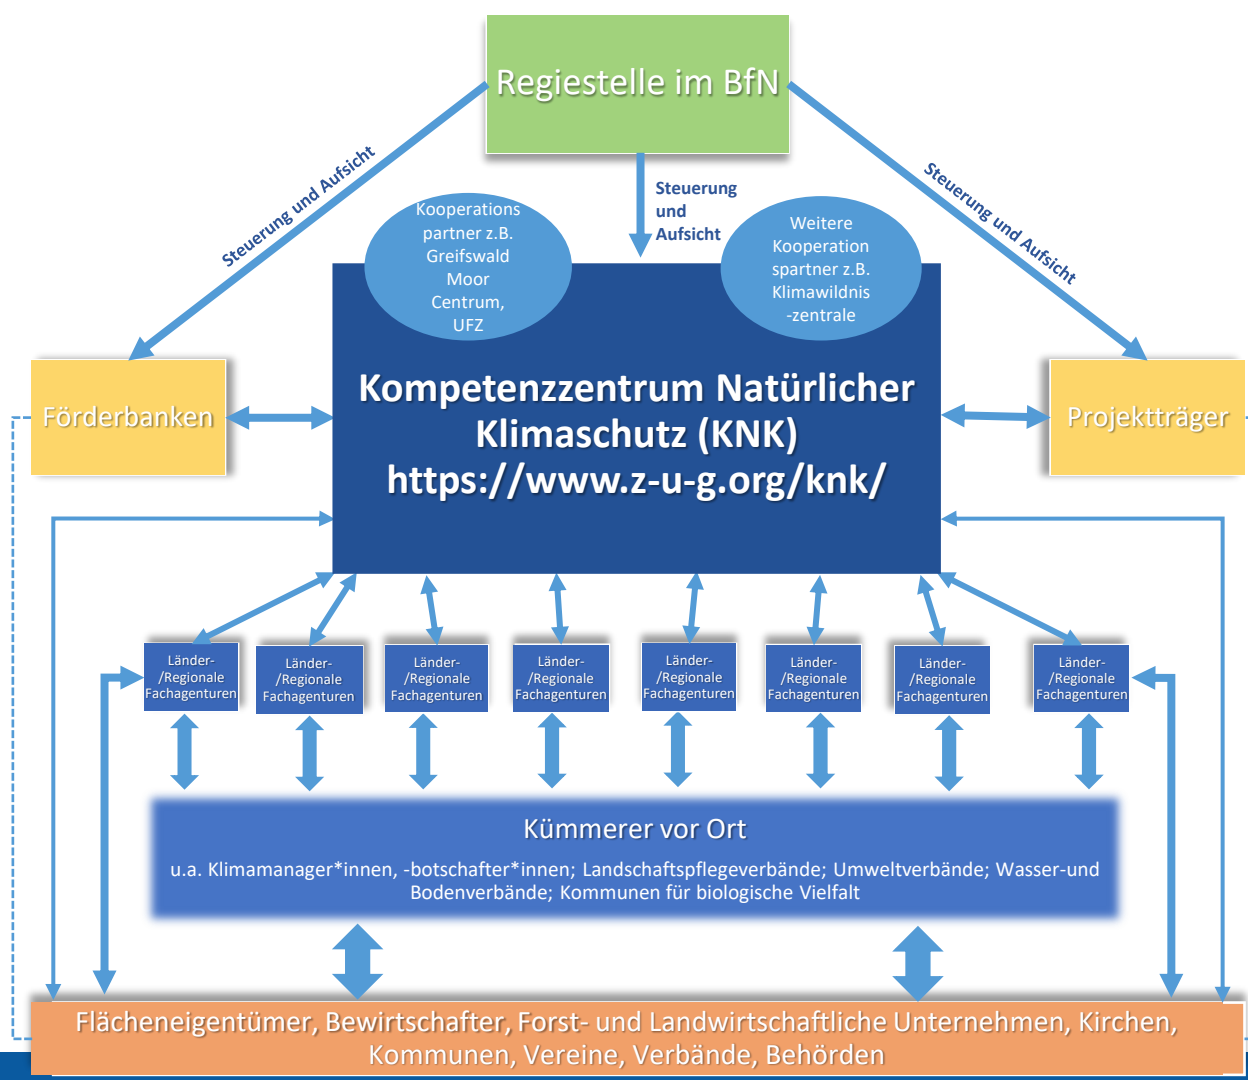 Regiestelle im BfN
Steuerung und Aufsicht
Steuerung
und
Aufsicht
Steuerung und Aufsicht
Kooperations
partner z.B.
Greifswald
Moor
Centrum,
UFZ
Weitere
Kooperation
spartner z.B.
Klimawildnis
-zentrale
Kompetenzzentrum Natürlicher
Klimaschutz (KNK)
https://www.z-u-g.org/knk/
Förderbanken
Projektträger
Länder-
/Regionale
Fachagenturen
Länder-
/Regionale
Fachagenturen
Länder-
/Regionale
Fachagenturen
Länder-
/Regionale
Fachagenturen
Länder-
/Regionale
Fachagenturen
Länder-
/Regionale
Fachagenturen
Länder-
/Regionale
Fachagenturen
Länder-
/Regionale
Fachagenturen
Kümmerer vor Ort
u.a. Klimamanager*innen, -botschafter*innen; Landschaftspflegeverbände; Umweltverbände; Wasser-und
Bodenverbände; Kommunen für biologische Vielfalt
Flächeneigentümer, Bewirtschafter, Forst- und Landwirtschaftliche Unternehmen, Kirchen,
Kommunen, Vereine, Verbände, Behörden